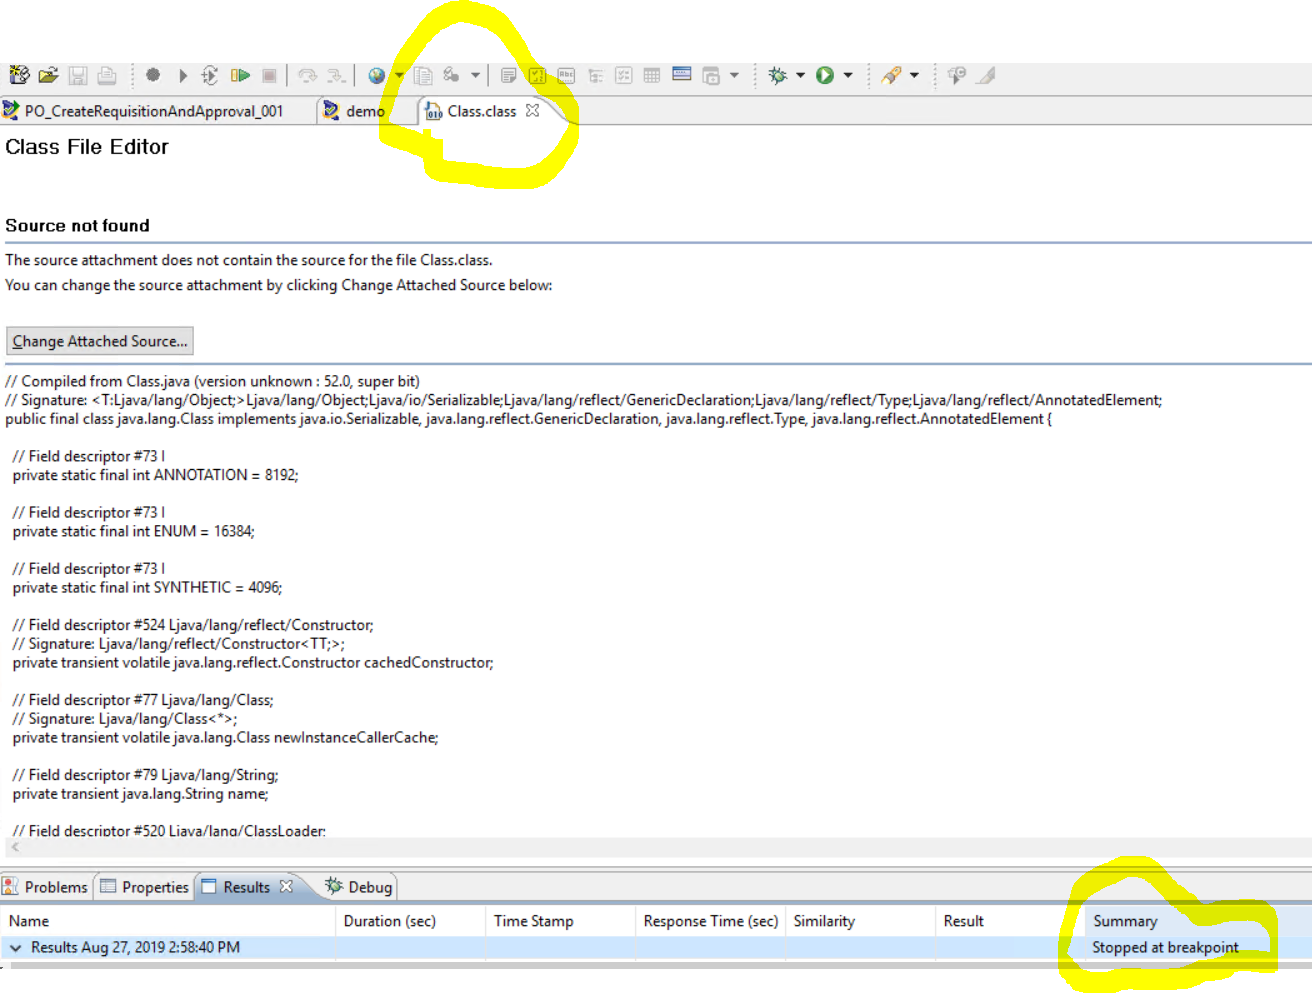 PO_CreateRequisitionAndApproval_001 demo Class.class
Class File Editor
Source not found
The source attachment does not contain the source for the file Class.class.
You can change the source attachment by clicking Change Attached Source below:
Change Attached Source...
// Compiled from Class.java (version unknown : 52.0, super bit)
// Signature: <T:Ljava/lang/Object;>Ljava/lang/Object;Ljava/io/Serializable;Ljava/lang/reflect/GenericDeclaration;Ljava/lang/reflect/Type;Ljava/lang/reflect/AnnotatedElement;
public final class java.lang.Class implements java.io.Serializable, java.lang.reflect.GenericDeclaration, java.lang.reflect.Type, java.lang.reflect.AnnotatedElement {
// Field descriptor #73 I
private static final int ANNOTATION = 8192;
// Field descriptor #73 I
private static final int ENUM = 16384;
// Field descriptor #73 I
private static final int SYNTHETIC = 4096;
// Field descriptor #524 Ljava/lang/reflect/Constructor;
// Signature: Ljava/lang/reflect/Constructor<TT;>;
private transient volatile java.lang.reflect.Constructor cachedConstructor;
// Field descriptor #77 Ljava/lang/Class;
// Signature: Ljava/lang/Class<*>;
private transient volatile java.lang.Class newInstanceCallerCache;
// Field descriptor #79 Ljava/lang/String;
private transient java.lang.String name;
// Field descriptor #520 Ljava/lang/ClassLoader;
Problems Properties Results Debug
Name Duration (sec) Time Stamp Response Time (sec) Similarity Result Summary
Results Aug 27, 2019 2:58:40 PM Stopped at breakpoint